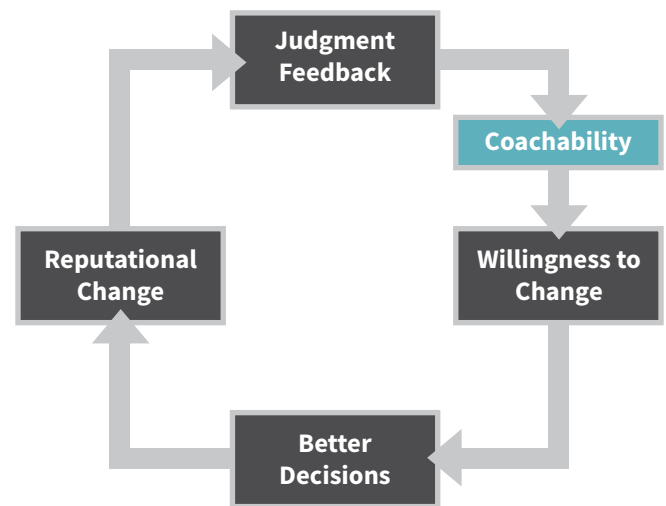 Judgment
Feedback
Coachability
Willingness to
Change
Better
Decisions
Reputational
Change